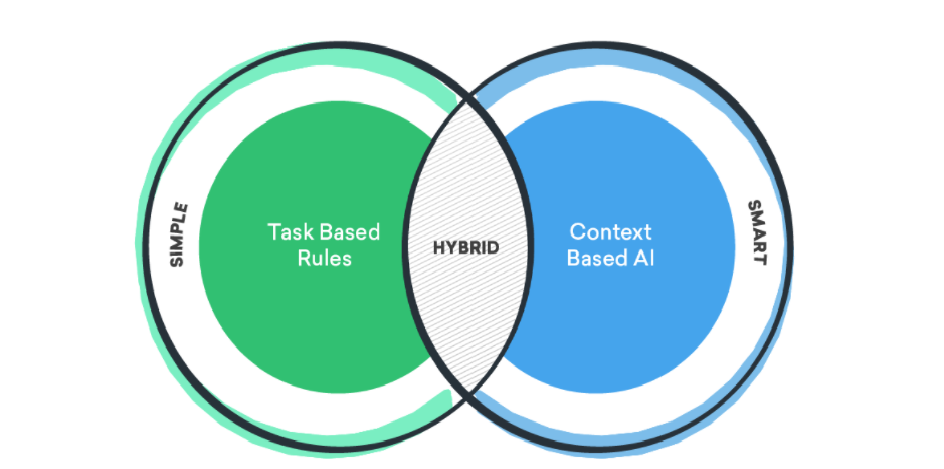 SIMPLE
Task Based
Rules
HYBRID
Context
Based AI
SMART